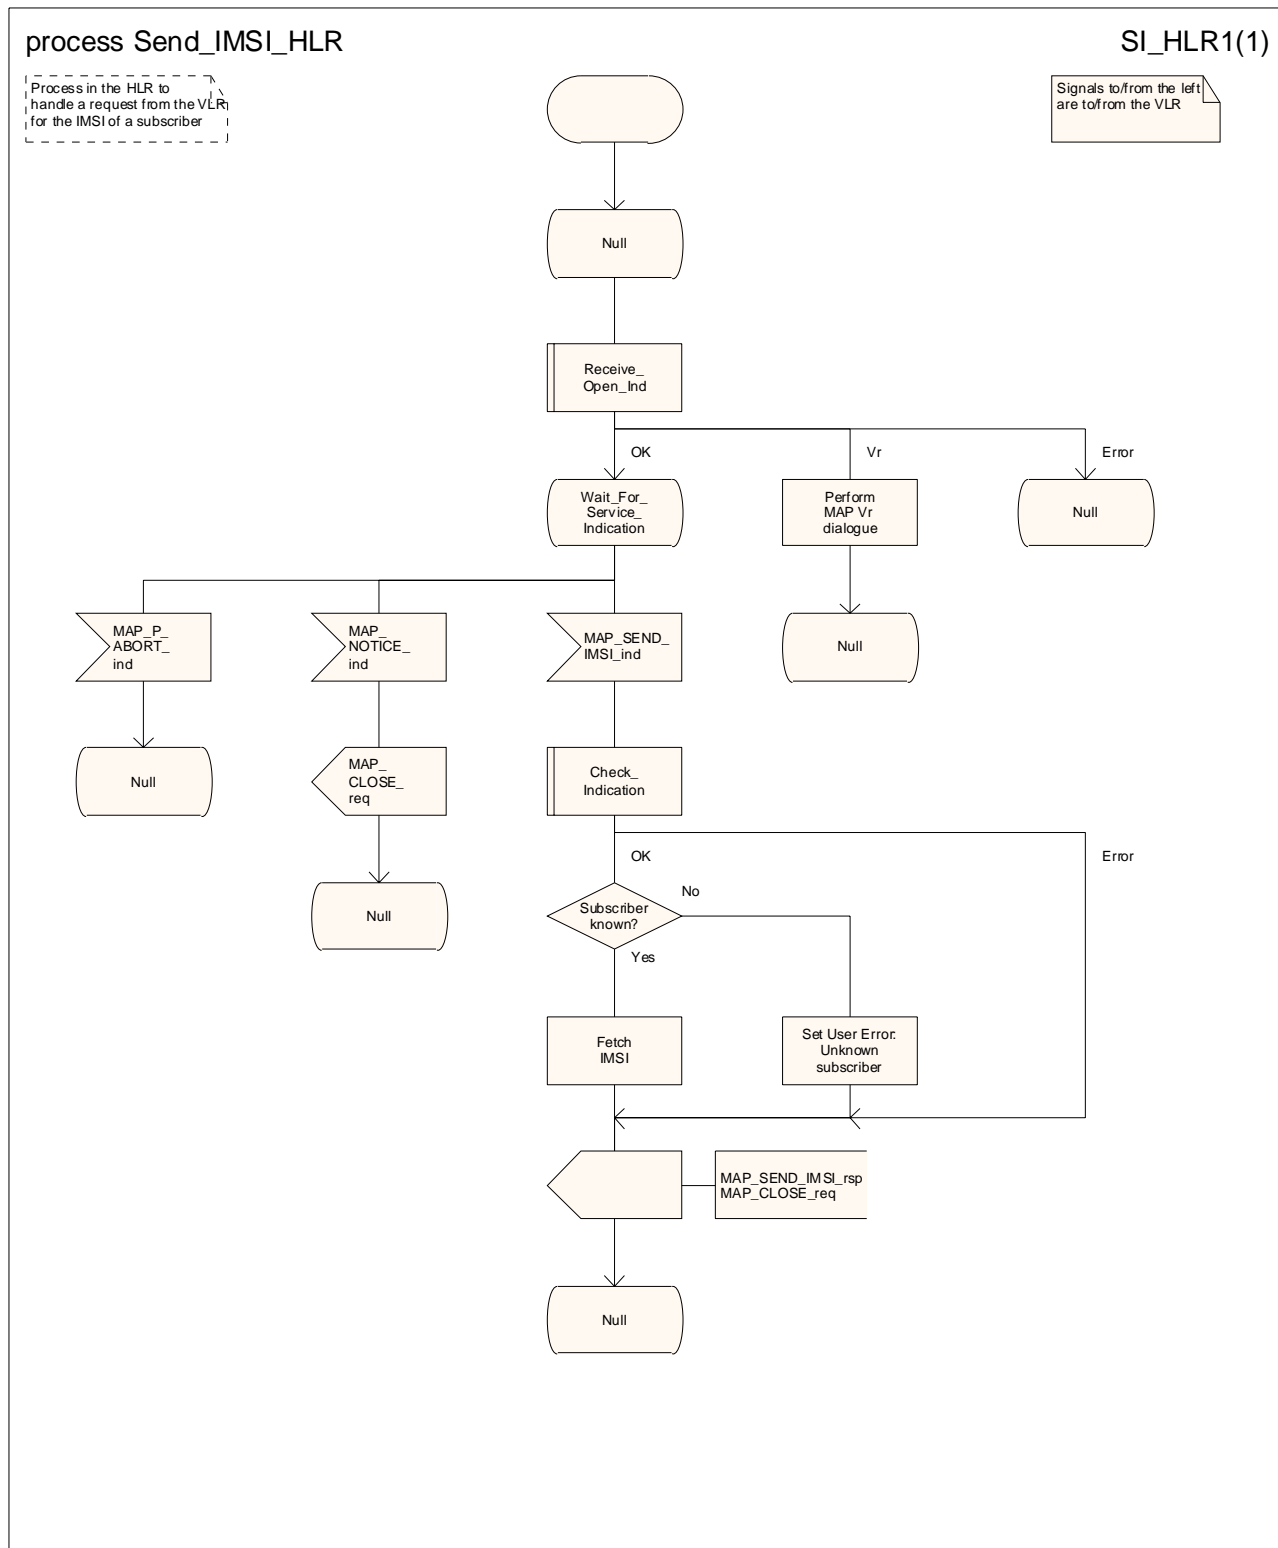 process Send_IMSI_HLR
SI_HLR1(1)
Process in the HLR to
handle a request from the VLR
for the IMSI of a subscriber
Signals to/from the left
are to/from the VLR
Null
Receive_
Open_Ind
OK
Vr
Error
Wait_For_
Service_
Indication
Perform
MAP Vr
dialogue
Null
MAP_P_
ABORT_
ind
MAP_
NOTICE_
ind
MAP_SEND_
IMSI_ind
Null
Null
MAP_
CLOSE_
req
Check_
Indication
OK
Error
No
Null
Subscriber
known?
Yes
Fetch
IMSI
Set User Error:
Unknown
subscriber
MAP_SEND_IMSI_rsp
MAP_CLOSE_req
Null